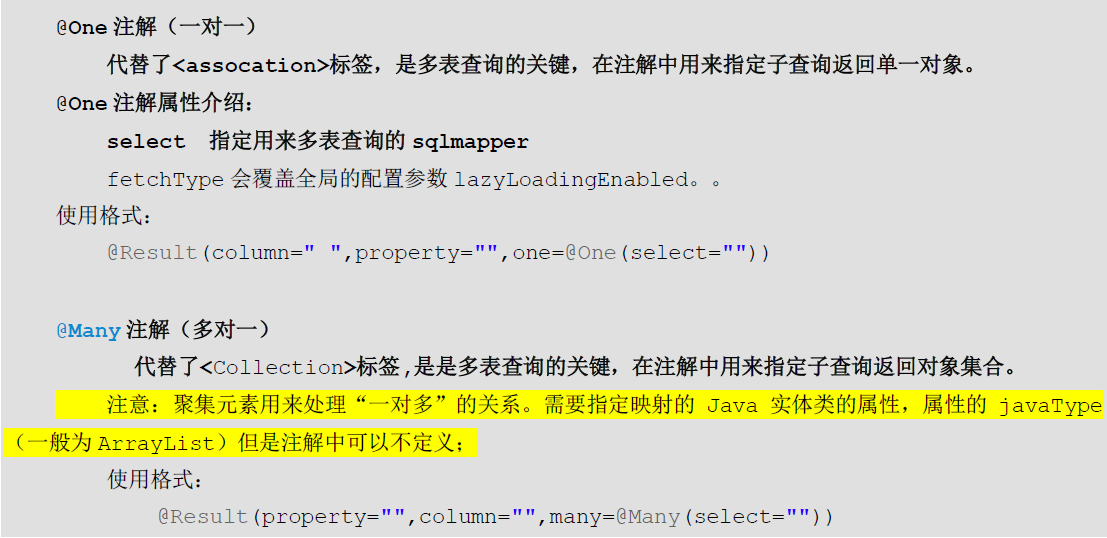 @One 注解（一对一）
代替了<assocation>标签，是多表查询的关键，在注解中用来指定子查询返回单一对象。
@One 注解属性介绍：
select 指定用来多表查询的 sqlmapper
fetchType 会覆盖全局的配置参数 lazyLoadingEnabled。。
使用格式：
@Result(column=" ",property="",one=@One(select=""))
@Many 注解（多对一）
代替了<Collection>标签,是是多表查询的关键，在注解中用来指定子查询返回对象集合。
注意：聚集元素用来处理“一对多”的关系。需要指定映射的 Java 实体类的属性，属性的 javaType
（一般为 ArrayList）但是注解中可以不定义；
使用格式：
@Result(property="",column="",many=@Many(select=""))